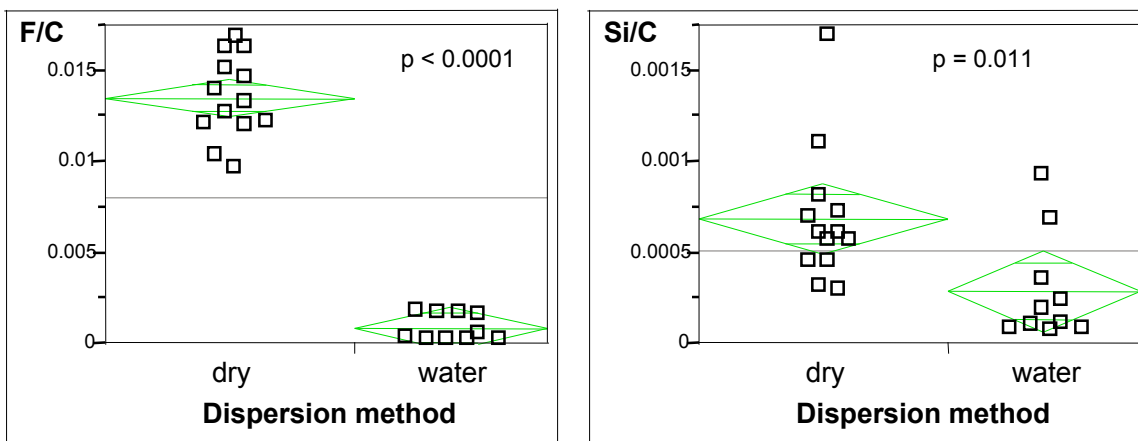 F/C
p < 0.0001
0.015
0.01
0.005
0
dry water
Dispersion method
Si/C
p = 0.011
0.0015
0.001
0.0005
0
dry water
Dispersion method